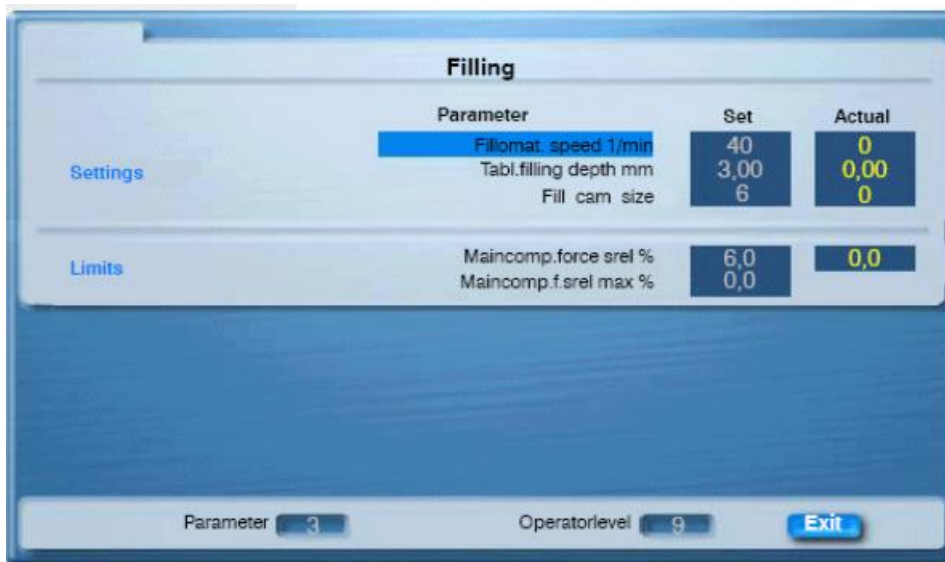 Filling
Parameter Set Actual
Settings
Fillomat. speed 1/min 40 0
Tabl.filling depth mm 3,00 0,00
Fill cam size 6 0
Limits
Maincomp.force srel % 6,0 0,0
Maincomp.f.srel max % 0,0
Parameter 3 Operatorlevel 9 Exit